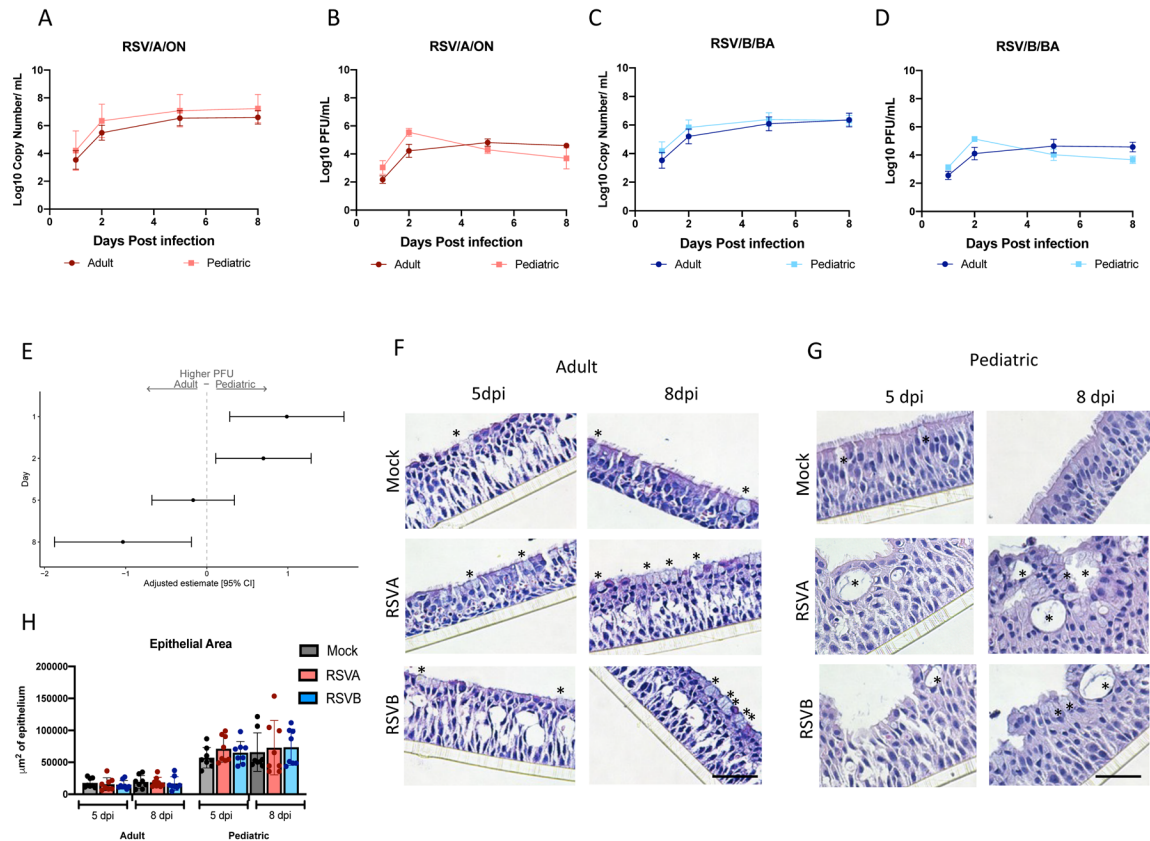 A
RSV/A/ON
Log10 Copy Number/ mL
10
8
6
4
2
0
0 2 4 6 8
Days Post infection
Adult Pediatric
B
RSV/A/ON
Log10 PFU/mL
10
8
6
4
2
0
0 2 4 6 8
Days Post infection
Adult Pediatric
C
RSV/B/BA
Log10 Copy Number/ mL
10
8
6
4
2
0
0 2 4 6 8
Days Post infection
Adult Pediatric
D
RSV/B/BA
Log10 PFU/mL
10
8
6
4
2
0
0 2 4 6 8
Days Post infection
Adult Pediatric
E
Higher PFU
Adult – Pediatric
Day
1
2
5
8
−2 −1 0 1
Adjusted estiemate [95% CI]
F
Adult
5dpi 8dpi
Mock
*
*
*
RSVA
* *
* * * *
RSVB
* *
* * * * *
G
Pediatric
5 dpi 8 dpi
Mock
* *
RSVA
*
* * * *
RSVB
*
* * *
H
Epithelial Area
Mock
RSVA
RSVB
μm² of epithelium
200000
150000
100000
50000
0
5 dpi 8 dpi 5 dpi 8 dpi
Adult Pediatric